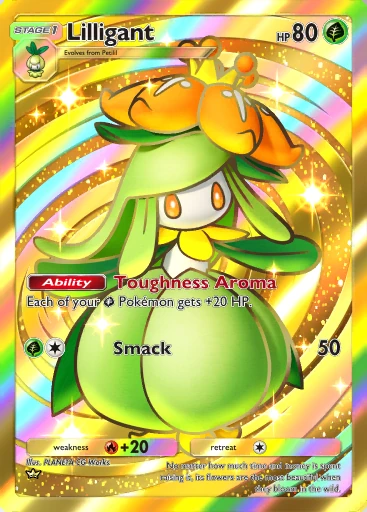 STAGE 1 Lilligant HP 80
Evolves from Petilil
Ability Toughness Aroma
Each of your Pokémon gets +20 HP.
Smack 50
weakness +20 retreat
Illus. PLANETA CG Works
No matter how much time and money is spent
raising it, its flowers are the most beautiful when
they bloom in the wild.